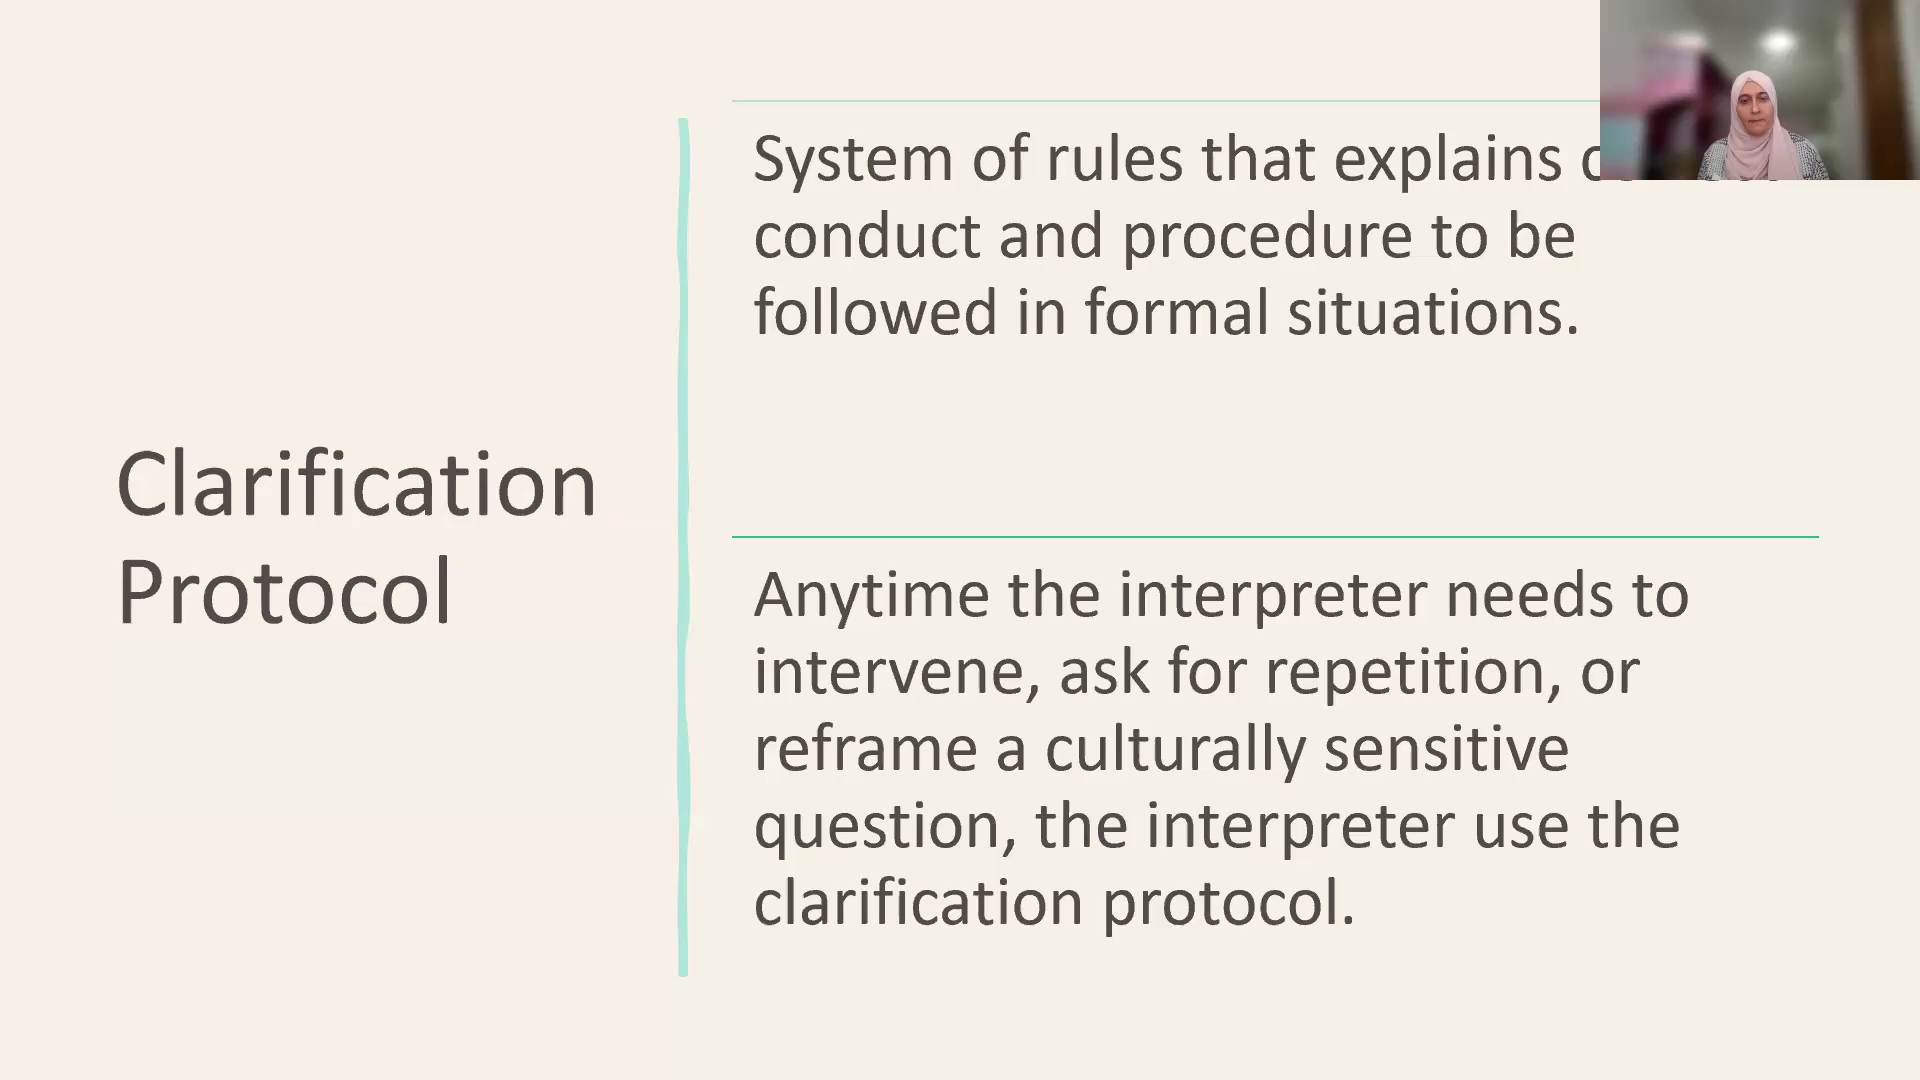 Clarification
Protocol
System of rules that explains
conduct and procedure to be
followed in formal situations.
Anytime the interpreter needs to
intervene, ask for repetition, or
reframe a culturally sensitive
question, the interpreter use the
clarification protocol.